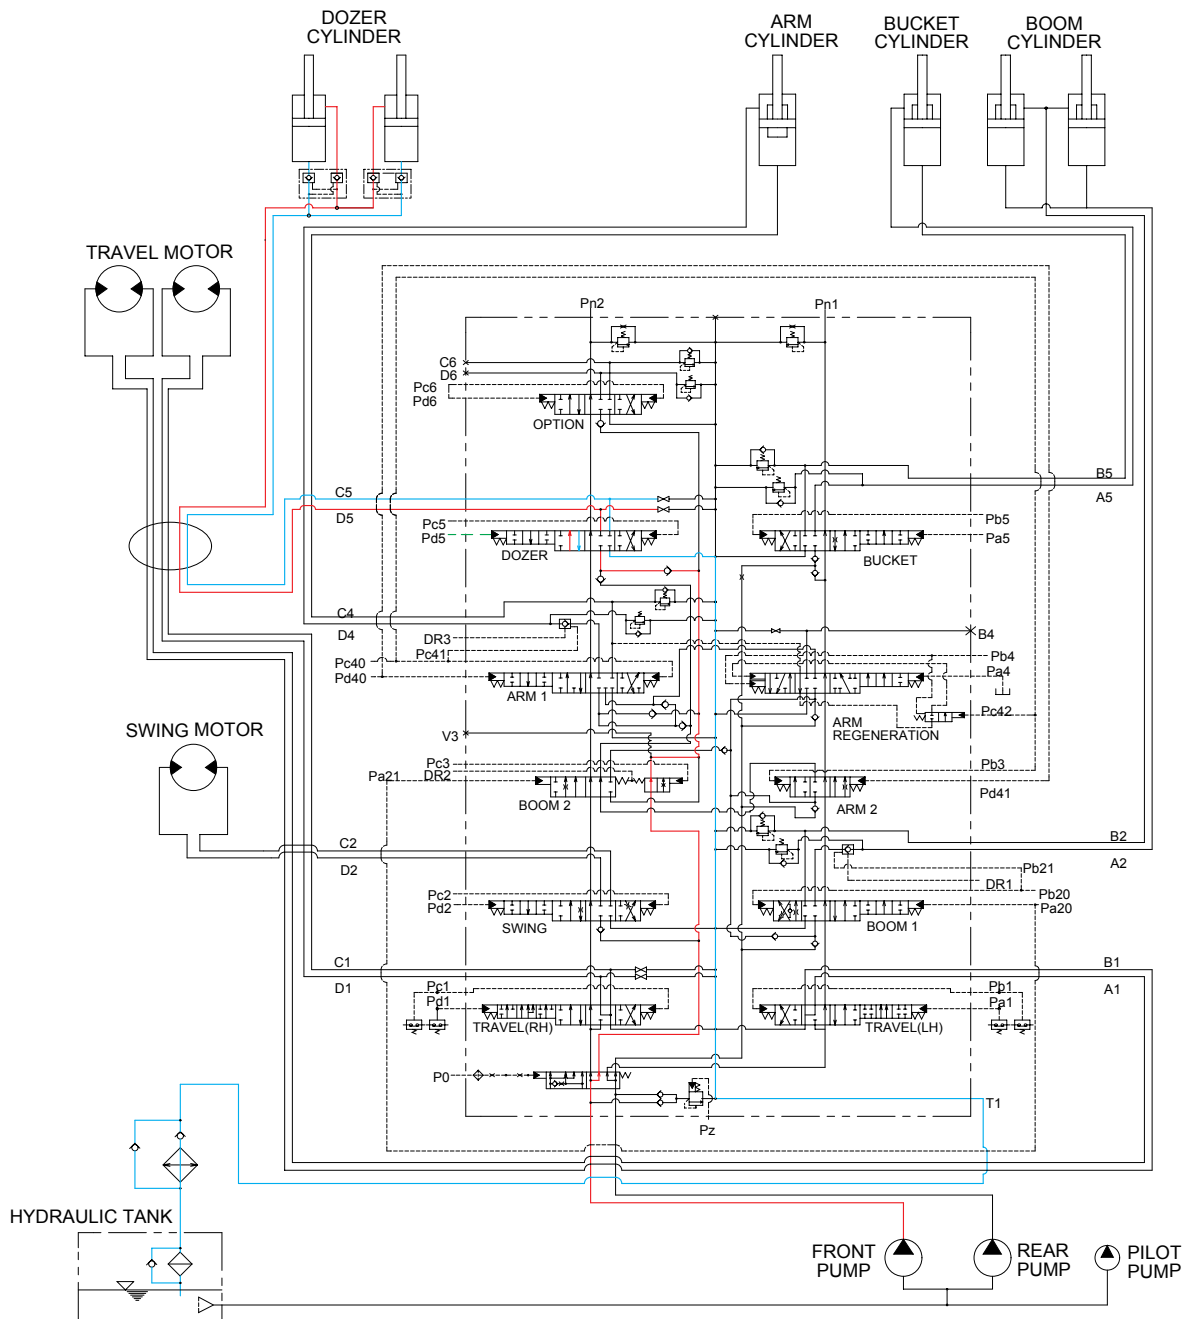 DOZER
CYLINDER
ARM
CYLINDER
BUCKET
CYLINDER
BOOM
CYLINDER
TRAVEL MOTOR
Pn2
Pn1
C6
D6
Pc6
Pd6
OPTION
C5
D5
B5
A5
Pc5
Pd5
Pb5
Pa5
DOZER
BUCKET
C4
D4
B4
DR3
Pc41
Pc40
Pd40
Pb4
Pa4
ARM 1
ARM
REGENERATION
Pc42
SWING MOTOR
V3
Pc3
DR2
Pa21
Pb3
Pd41
BOOM 2
ARM 2
C2
D2
B2
A2
Pb21
DR1
Pc2
Pd2
Pb20
Pa20
SWING
BOOM 1
C1
D1
B1
A1
Pc1
Pd1
Pb1
Pa1
TRAVEL(RH)
TRAVEL(LH)
P0
Pz
T1
HYDRAULIC TANK
FRONT
PUMP
REAR
PUMP
PILOT
PUMP